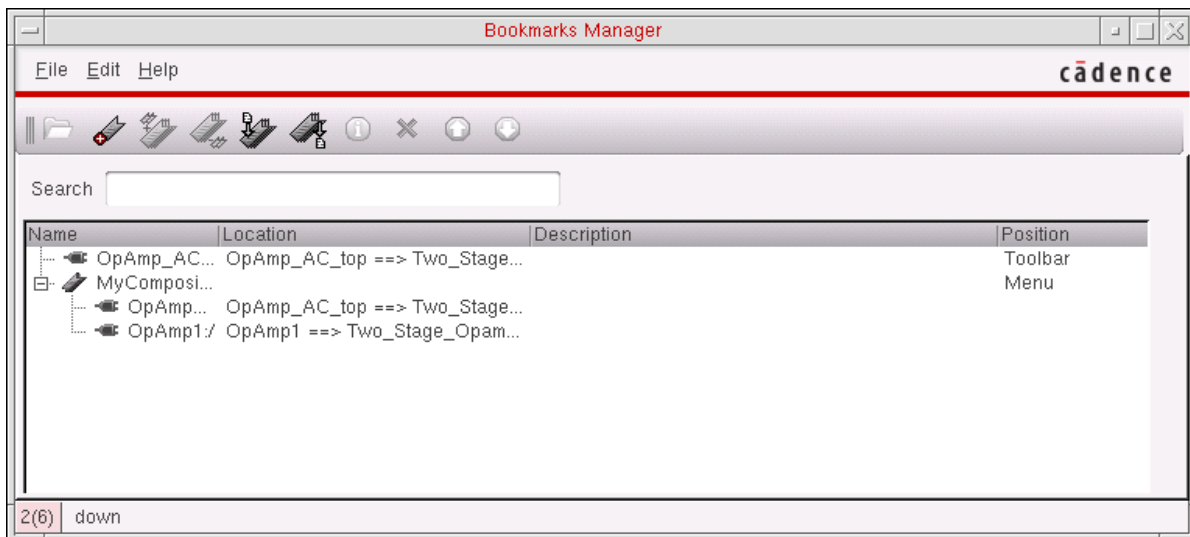 Bookmarks Manager
File Edit Help
cādence
Search
Name Location Description Position
OpAmp_AC... OpAmp_AC_top ==> Two_Stage... Toolbar
MyComposi... Menu
OpAmp... OpAmp_AC_top ==> Two_Stage...
OpAmp1:/ OpAmp1 ==> Two_Stage_Opam...
2(6) down